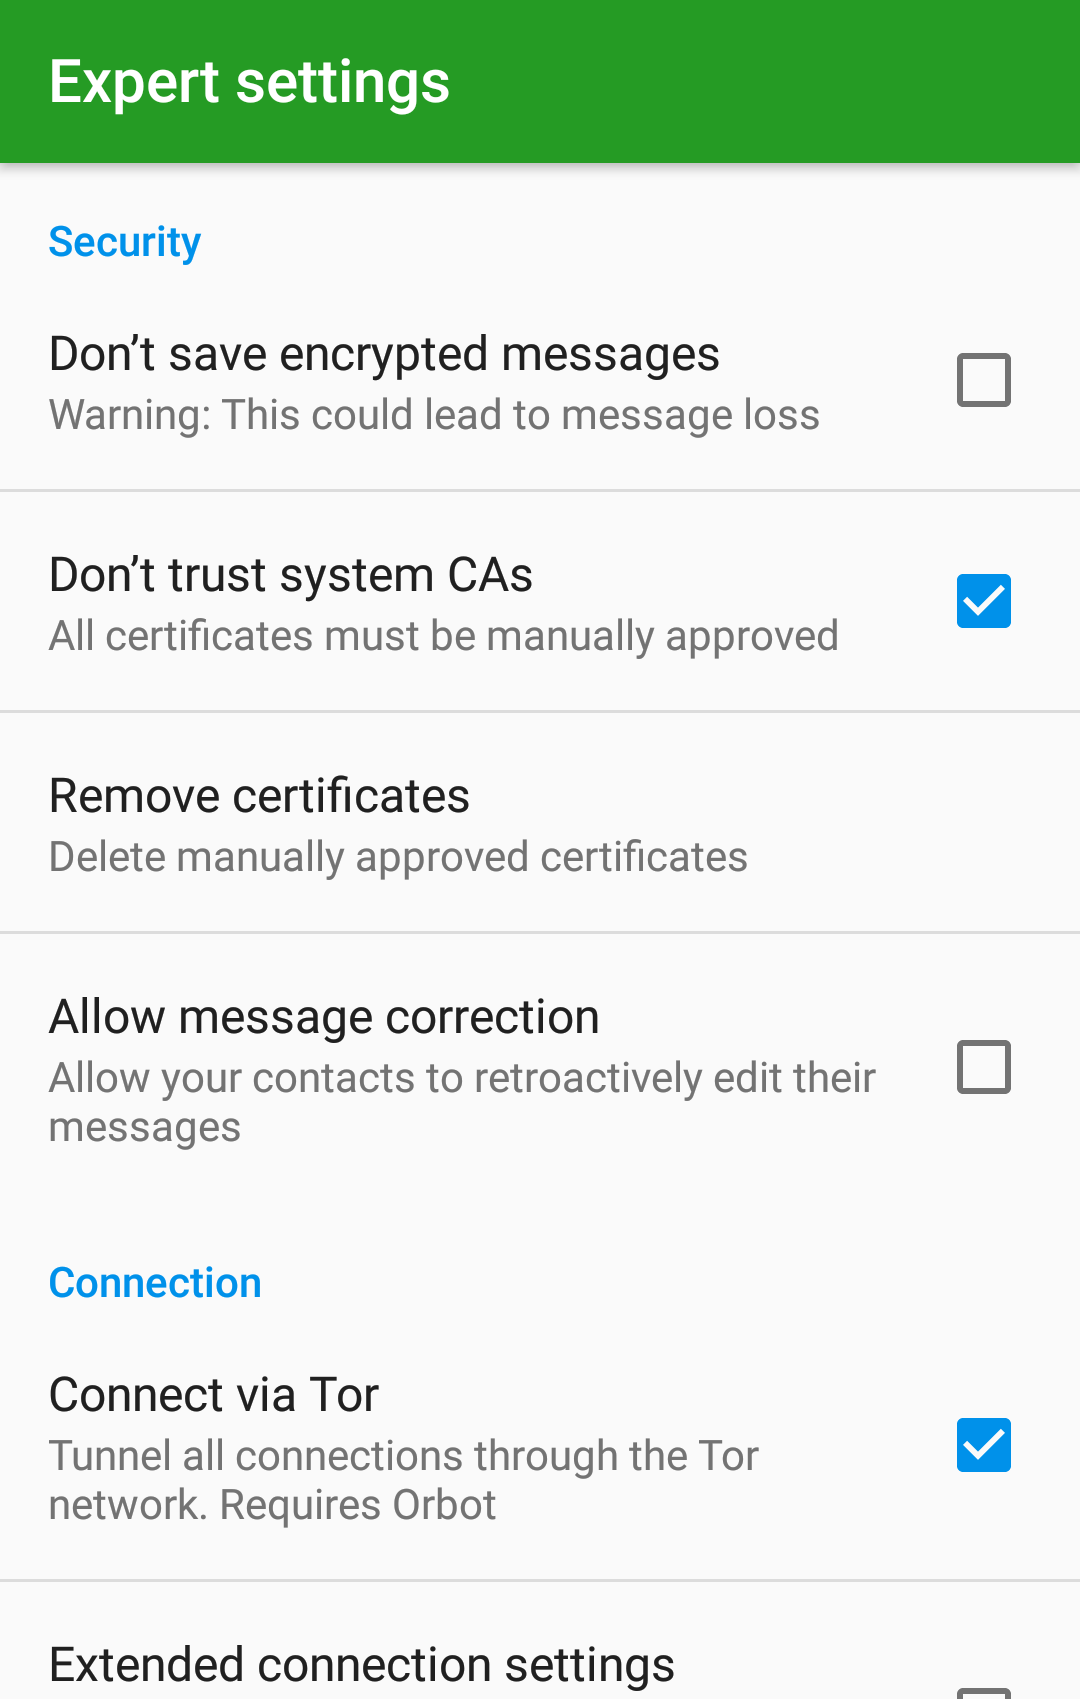 Expert settings
Security
Don’t save encrypted messages
Warning: This could lead to message loss
Don’t trust system CAs
All certificates must be manually approved
Remove certificates
Delete manually approved certificates
Allow message correction
Allow your contacts to retroactively edit their
messages
Connection
Connect via Tor
Tunnel all connections through the Tor
network. Requires Orbot
Extended connection settings